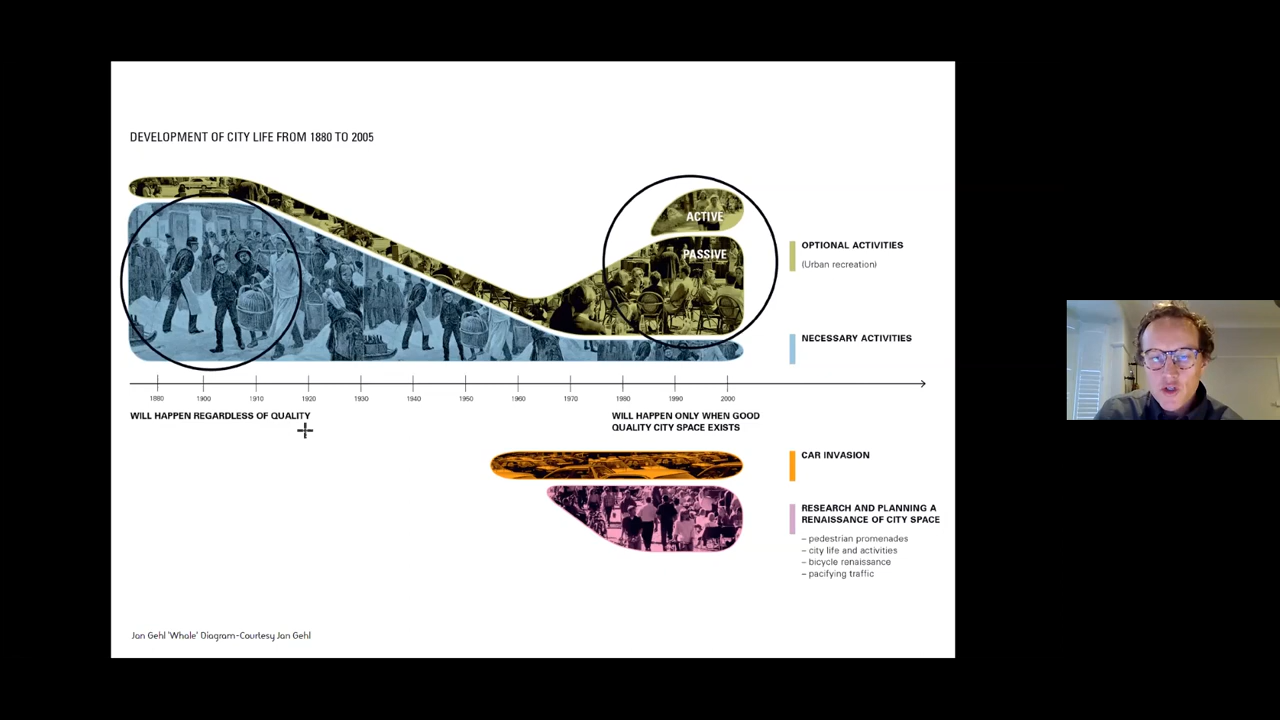 DEVELOPMENT OF CITY LIFE FROM 1880 TO 2005
ACTIVE
PASSIVE
OPTIONAL ACTIVITIES
(Urban recreation)
NECESSARY ACTIVITIES
1880 1900 1910 1920 1930 1940 1950 1960 1970 1980 1990 2000
WILL HAPPEN REGARDLESS OF QUALITY
WILL HAPPEN ONLY WHEN GOOD
QUALITY CITY SPACE EXISTS
CAR INVASION
RESEARCH AND PLANNING A
RENAISSANCE OF CITY SPACE
– pedestrian promenades
– city life and activities
– bicycle renaissance
– pacifying traffic
Jan Gehl 'Whale' Diagram-Courtesy Jan Gehl